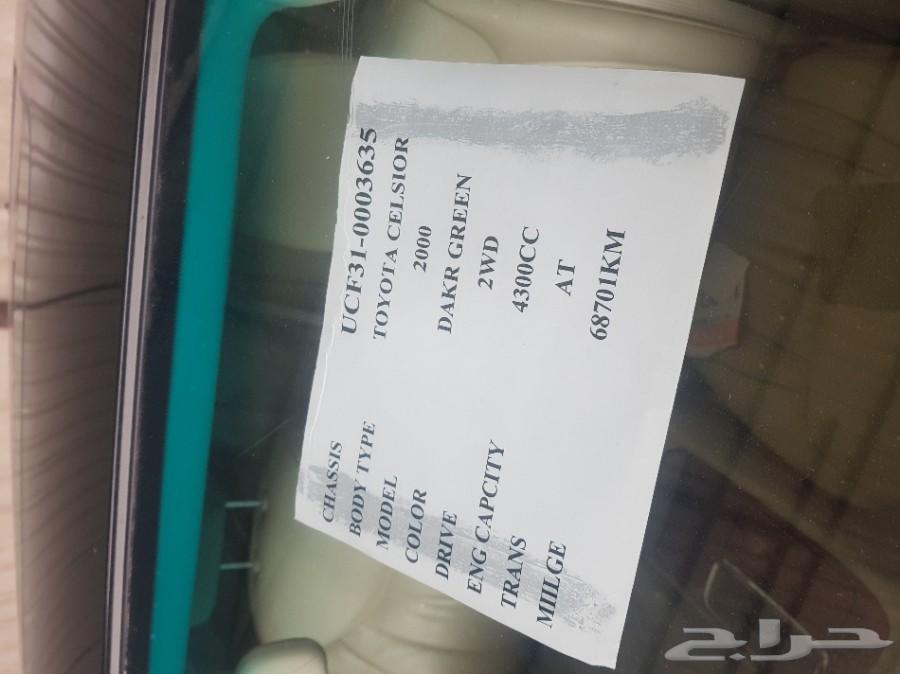 CHASSIS UCF31-0003635
BODY TYPE TOYOTA CELSIOR
MODEL 2000
COLOR DAKR GREEN
DRIVE 2WD
ENG CAPCITY 4300CC
TRANS AT
MIILGE 68701KM
حراج